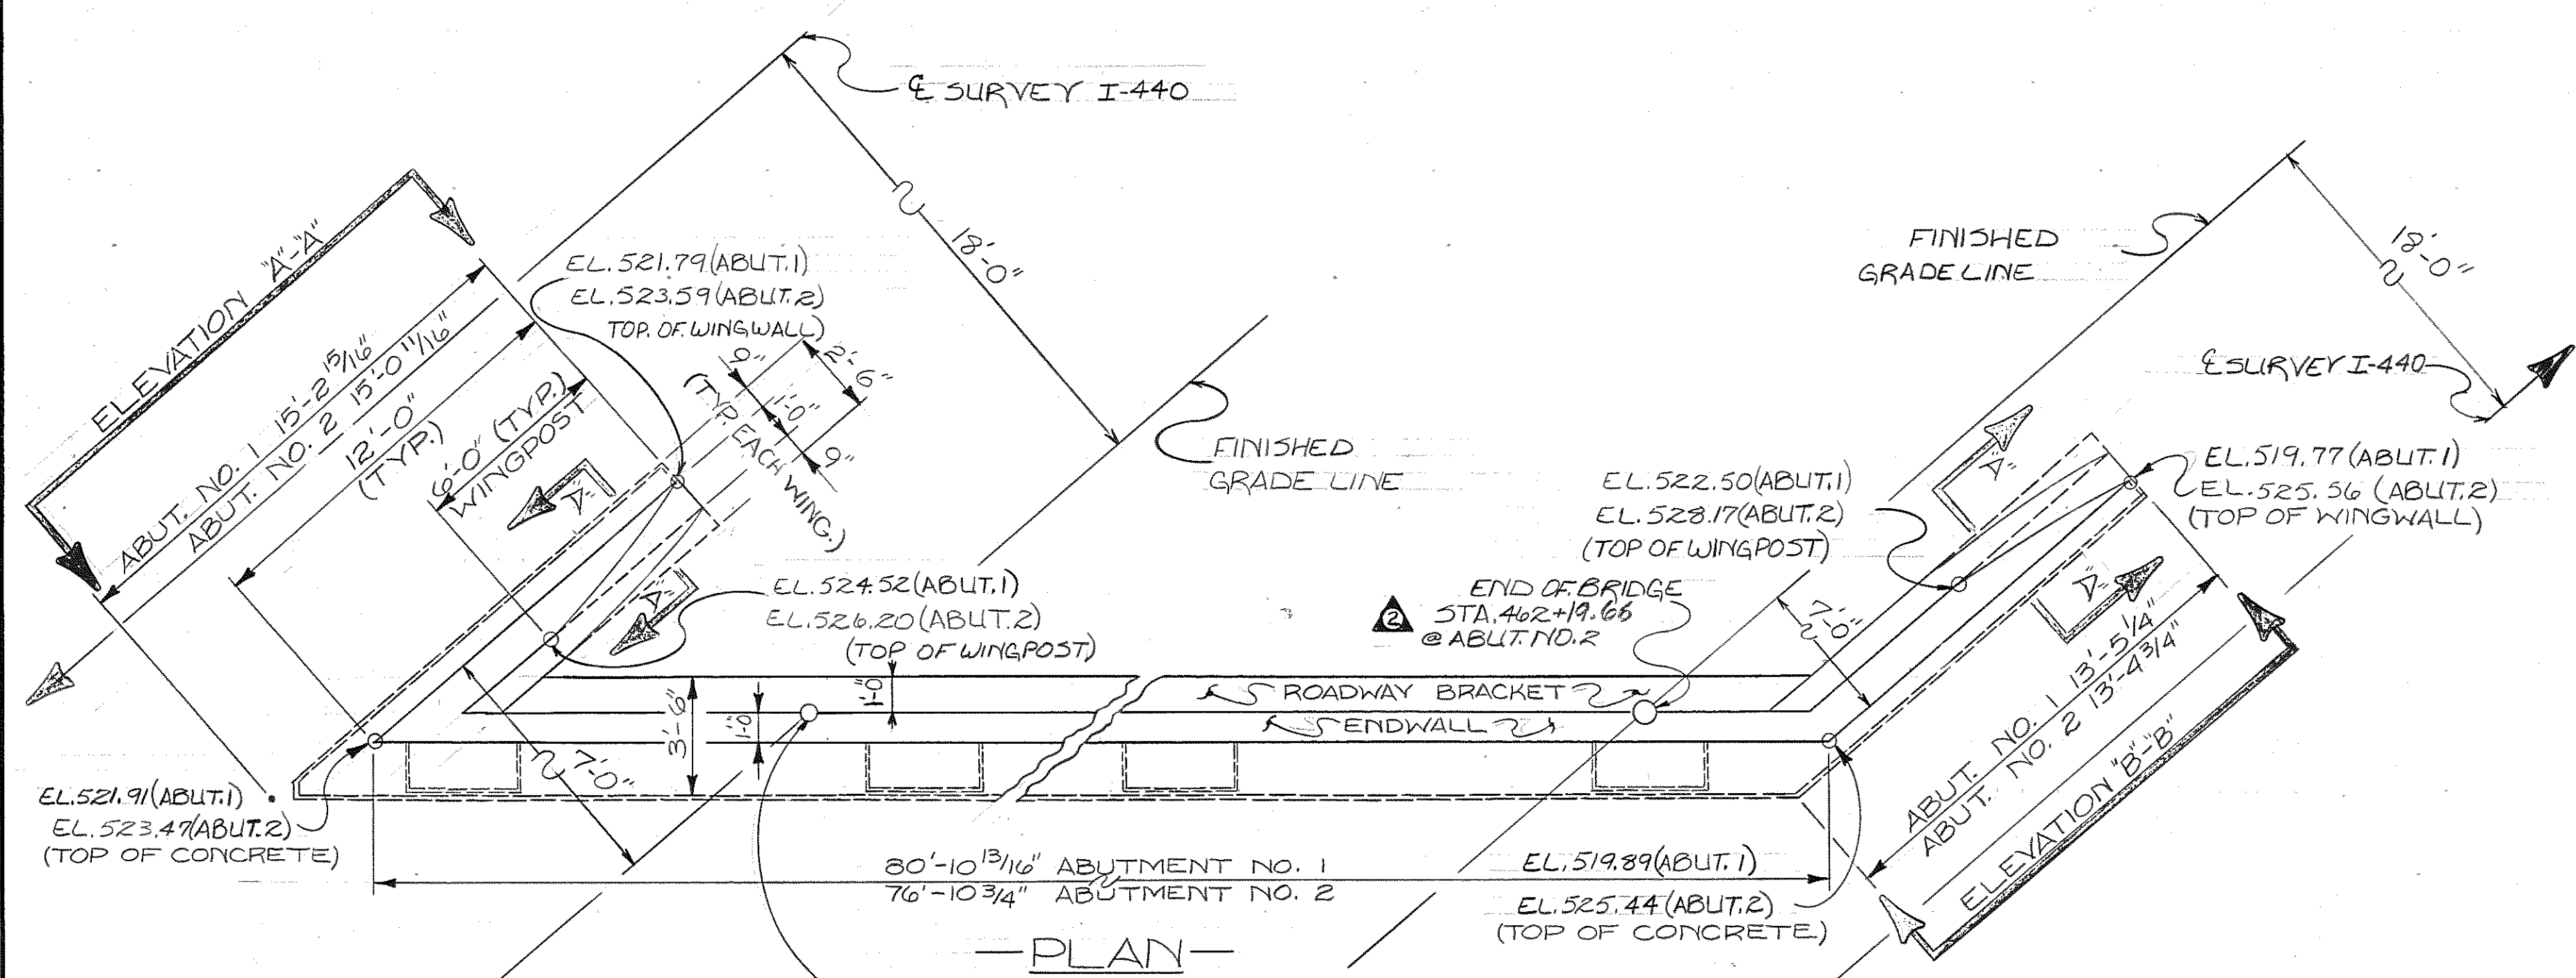 ℄ SURVEY I-440
18'-0"
ELEVATION "A"-"A"
ABUT. NO. 1 15'-2 15/16"
ABUT. NO. 2 15'-0 11/16"
12'-0"
(TYP.)
6'-0" (TYP.)
WINGPOST
EL. 521.79 (ABUT. 1)
EL. 523.59 (ABUT. 2)
TOP. OF WINGWALL)
9"
2'-6"
1'-0"
9"
(TYP. EACH WING.)
"A"
"A"
FINISHED
GRADE LINE
EL. 524.52 (ABUT. 1)
EL. 526.20 (ABUT. 2)
(TOP OF WINGPOST)
EL. 521.91 (ABUT. 1)
EL. 523.47 (ABUT. 2)
(TOP OF CONCRETE)
7'-0"
3'-6"
1'-0"
1'-0"
ROADWAY BRACKET
ENDWALL
80'-10 13/16" ABUTMENT NO. 1
76'-10 3/4" ABUTMENT NO. 2
—PLAN—
FINISHED
GRADE LINE
18'-0"
℄ SURVEY I-440
EL. 522.50 (ABUT. 1)
EL. 528.17 (ABUT. 2)
(TOP OF WINGPOST)
EL. 519.77 (ABUT. 1)
EL. 525.56 (ABUT. 2)
(TOP OF WINGWALL)
"A"
"A"
2
END OF BRIDGE
STA. 462+19.66
@ ABUT. NO. 2
7'-0"
ABUT. NO. 1 13'-5 1/4"
ABUT. NO. 2 13'-4 3/4"
ELEVATION "B"-"B"
EL. 519.89 (ABUT. 1)
EL. 525.44 (ABUT. 2)
(TOP OF CONCRETE)